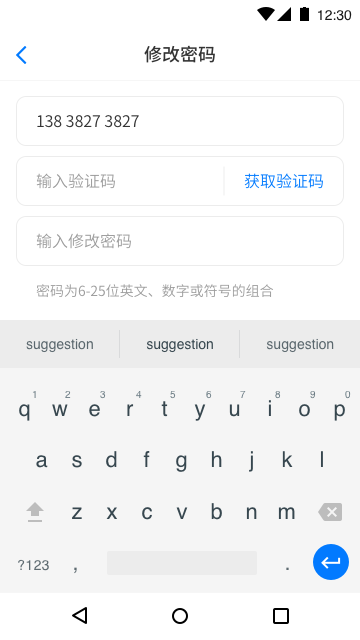 12:30
修改密码
138 3827 3827
输入验证码 获取验证码
输入修改密码
密码为6-25位英文、数字或符号的组合
suggestion suggestion suggestion
1 2 3 4 5 6 7 8 9 0
q w e r t y u i o p
a s d f g h j k l
z x c v b n m
?123 , .